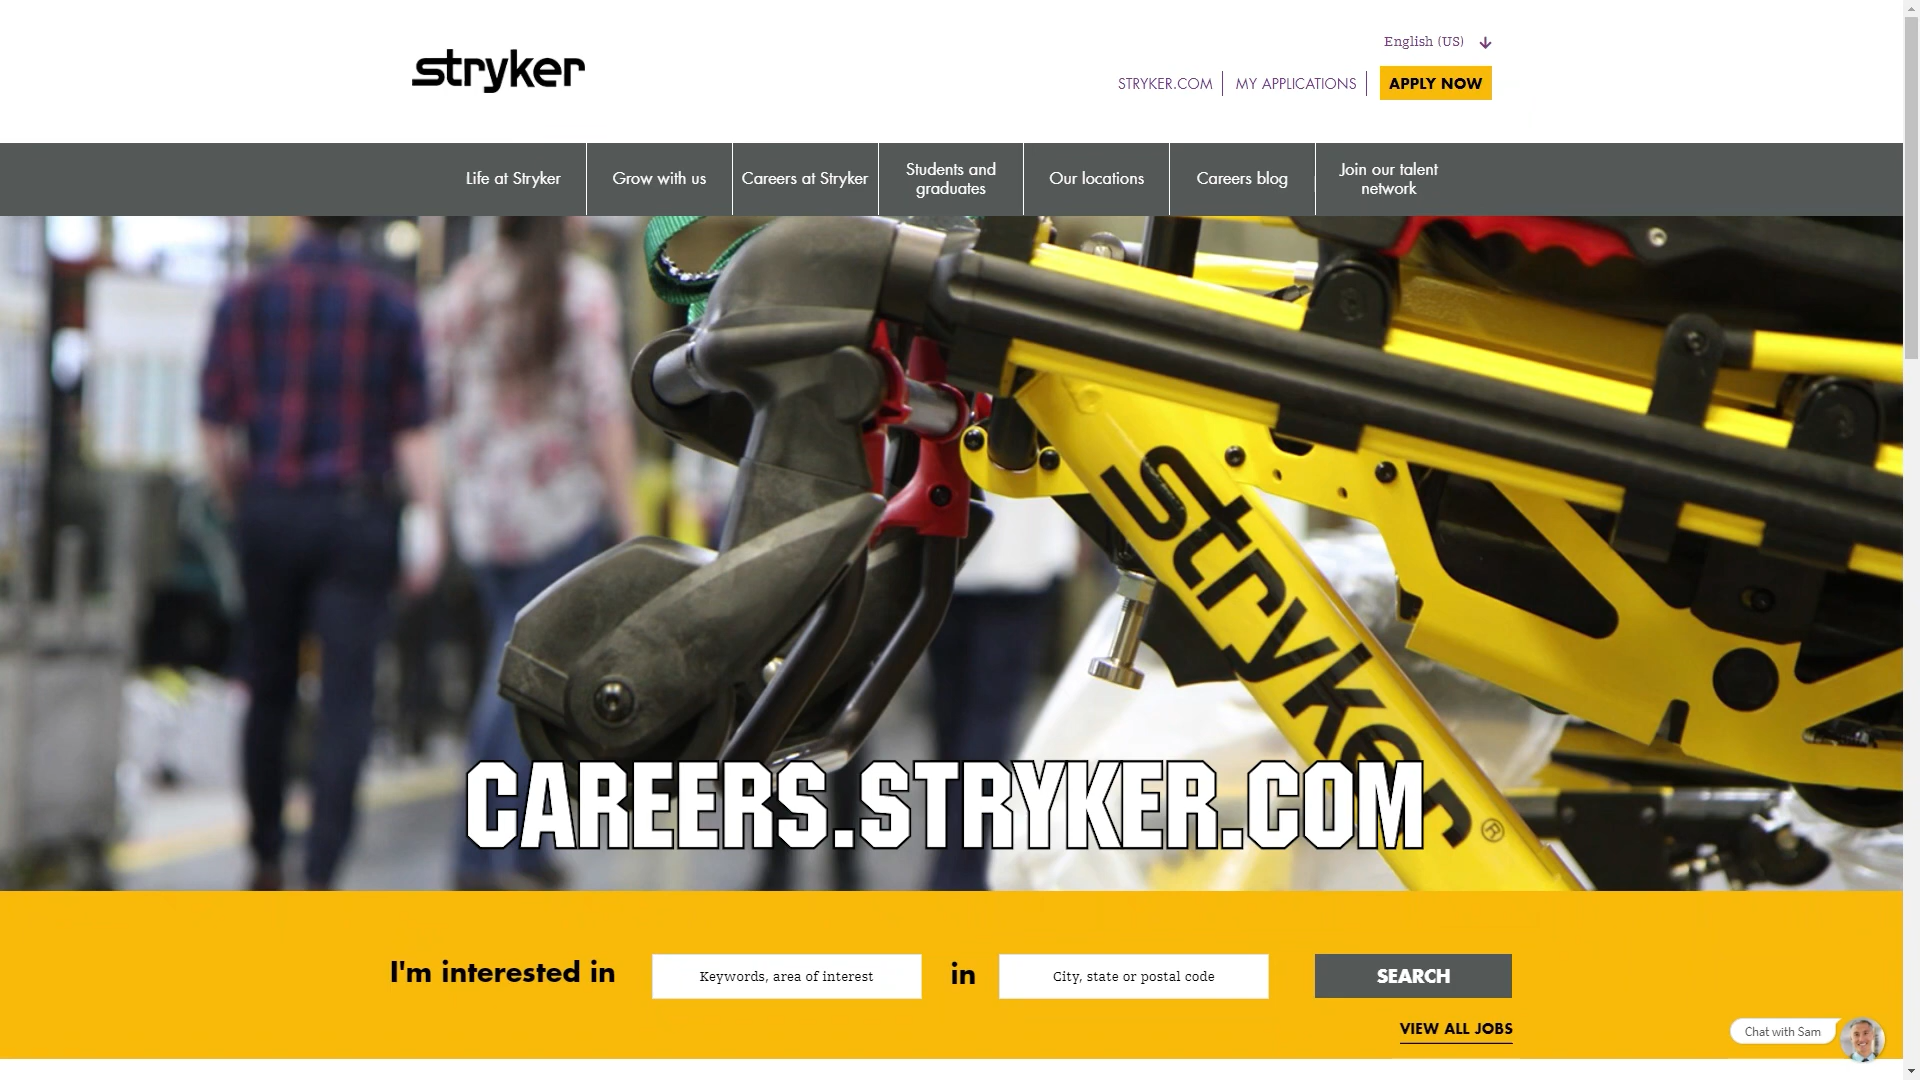 stryker
English (US)
STRYKER.COM
MY APPLICATIONS
APPLY NOW
Life at Stryker
Grow with us
Careers at Stryker
Students and
graduates
Our locations
Careers blog
Join our talent
network
stryker®
CAREERS.STRYKER.COM
I'm interested in
Keywords, area of interest
in
City, state or postal code
SEARCH
VIEW ALL JOBS
Chat with Sam